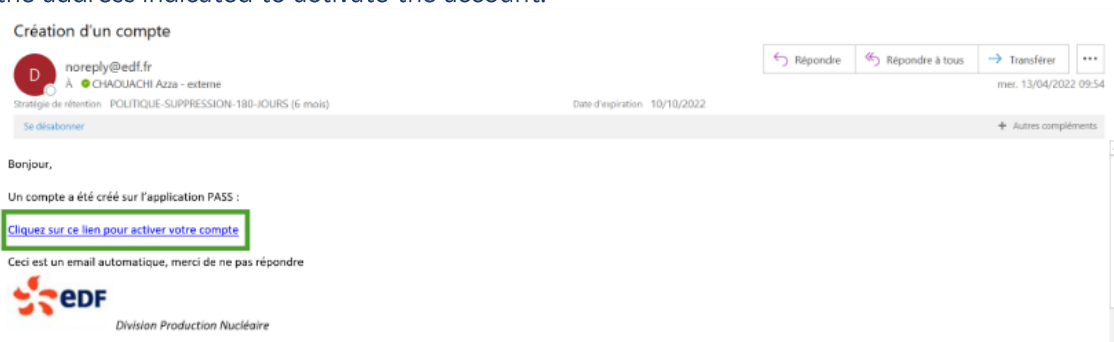 the address indicated to activate the account.
Création d'un compte
D
noreply@edf.fr
À CHAOUACHI Azza - externe
Répondre
Répondre à tous
Transférer
mer. 13/04/2022 09:54
Stratégie de rétention POLITIQUE-SUPPRESSION-180-JOURS (6 mois)
Date d'expiration 10/10/2022
Se désabonner
+ Autres compléments
Bonjour,
Un compte a été créé sur l'application PASS :
Cliquez sur ce lien pour activer votre compte
Ceci est un email automatique, merci de ne pas répondre
eDF
Division Production Nucléaire